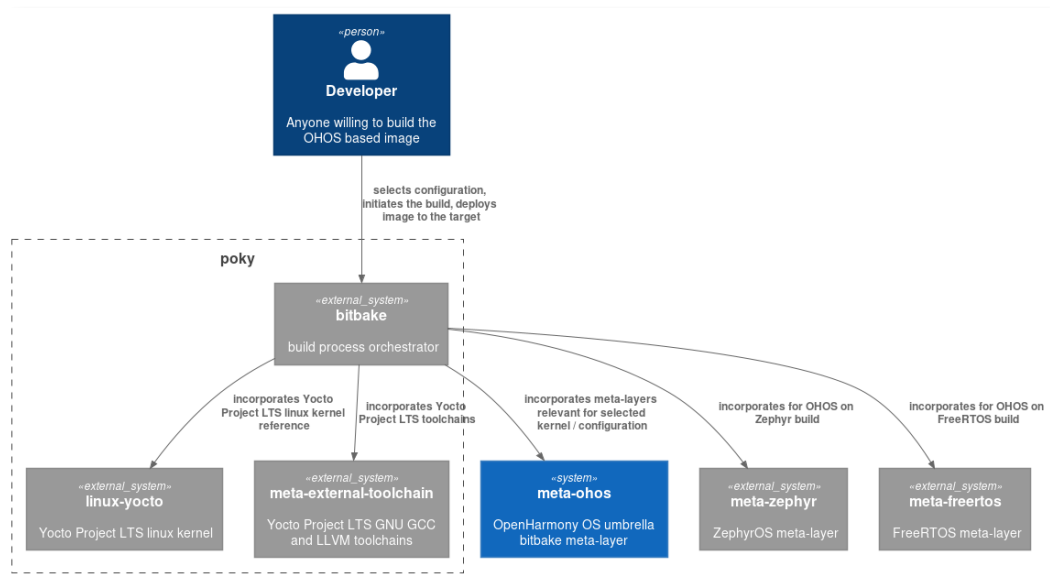 «person»
Developer
Anyone willing to build the
OHOS based image
selects configuration,
initiates the build, deploys
image to the target
poky
«external_system»
bitbake
build process orchestrator
incorporates Yocto
Project LTS linux kernel
reference
incorporates Yocto
Project LTS toolchains
incorporates meta-layers
relevant for selected
kernel / configuration
incorporates for OHOS on
Zephyr build
incorporates for OHOS on
FreeRTOS build
«external_system»
linux-yocto
Yocto Project LTS linux kernel
«external_system»
meta-external-toolchain
Yocto Project LTS GNU GCC
and LLVM toolchains
«system»
meta-ohos
OpenHarmony OS umbrella
bitbake meta-layer
«external_system»
meta-zephyr
ZephyrOS meta-layer
«external_system»
meta-freertos
FreeRTOS meta-layer